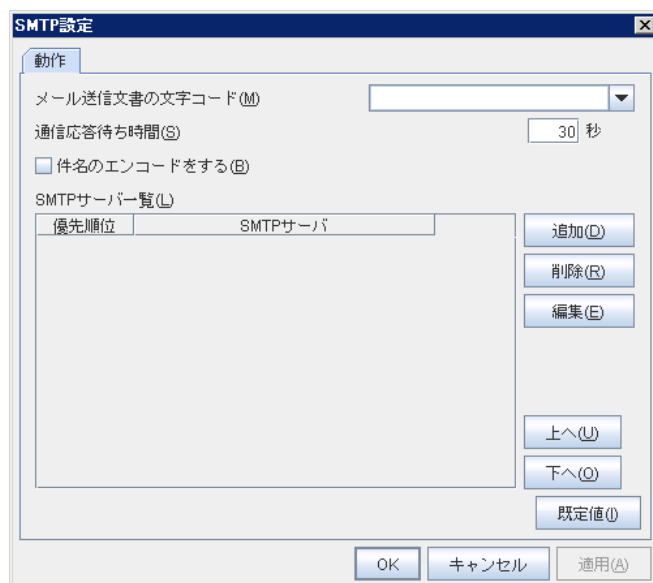 SMTP設定
動作
メール送信文書の文字コード(M)
通信応答待ち時間(S) 30 秒
件名のエンコードをする(B)
SMTPサーバ一覧(L)
優先順位 SMTPサーバ
追加(D)
削除(R)
編集(E)
上へ(U)
下へ(O)
既定値(I)
OK キャンセル 適用(A)